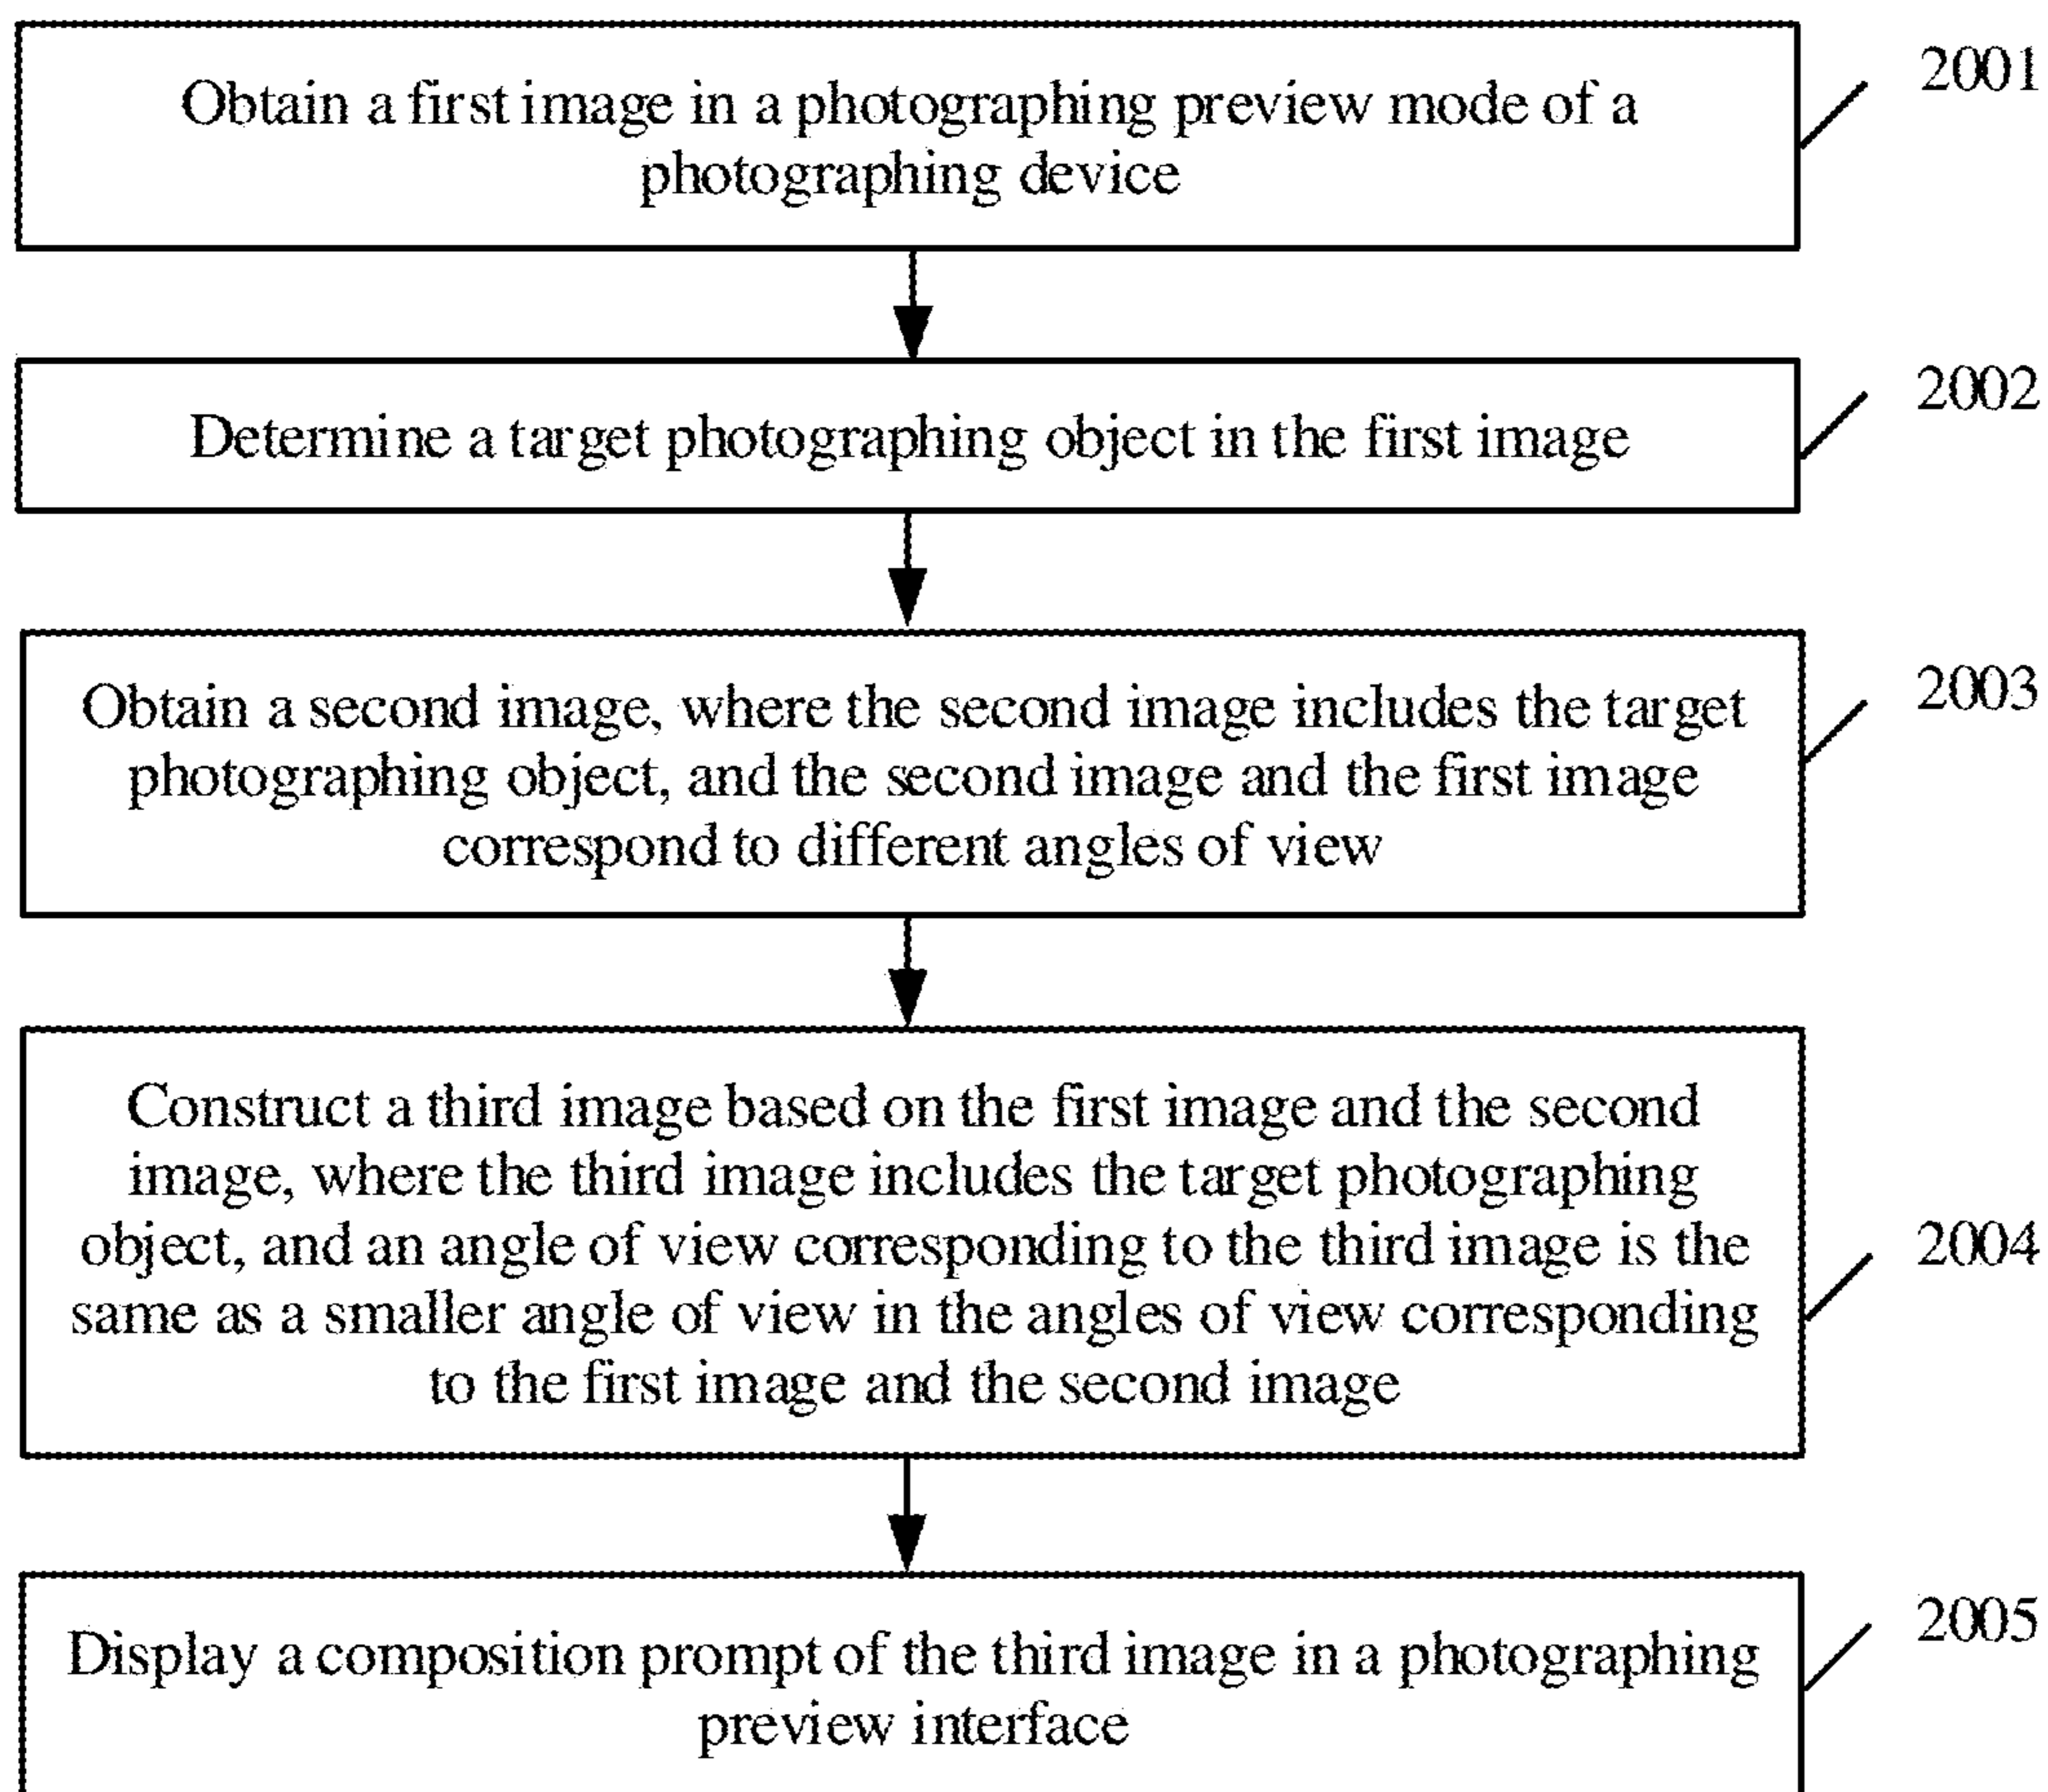 Obtain a first image in a photographing preview mode of a
photographing device
2001
Determine a target photographing object in the first image
2002
Obtain a second image, where the second image includes the target
photographing object, and the second image and the first image
correspond to different angles of view
2003
Construct a third image based on the first image and the second
image, where the third image includes the target photographing
object, and an angle of view corresponding to the third image is the
same as a smaller angle of view in the angles of view corresponding
to the first image and the second image
2004
Display a composition prompt of the third image in a photographing
preview interface
2005